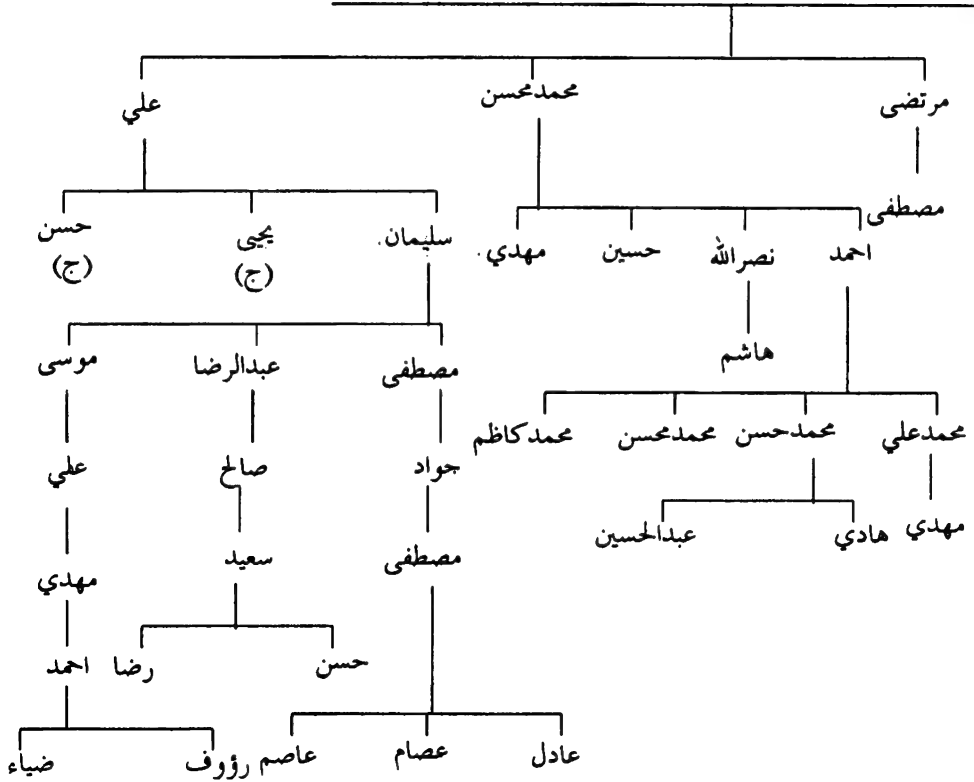 مرتضى محمدمحسن علي
مصطفى
سليمان يحيى حسن
(ج) (ج)
احمد نصرالله حسين مهدي
هاشم
مصطفى عبدالرضا موسى
محمدعلي محمدحسن محمدمحسن محمدكاظم
جواد صالح علي
مهدي هادي عبدالحسين
مصطفى سعيد مهدي
حسن رضا احمد
عادل عصام عاصم رؤوف ضياء